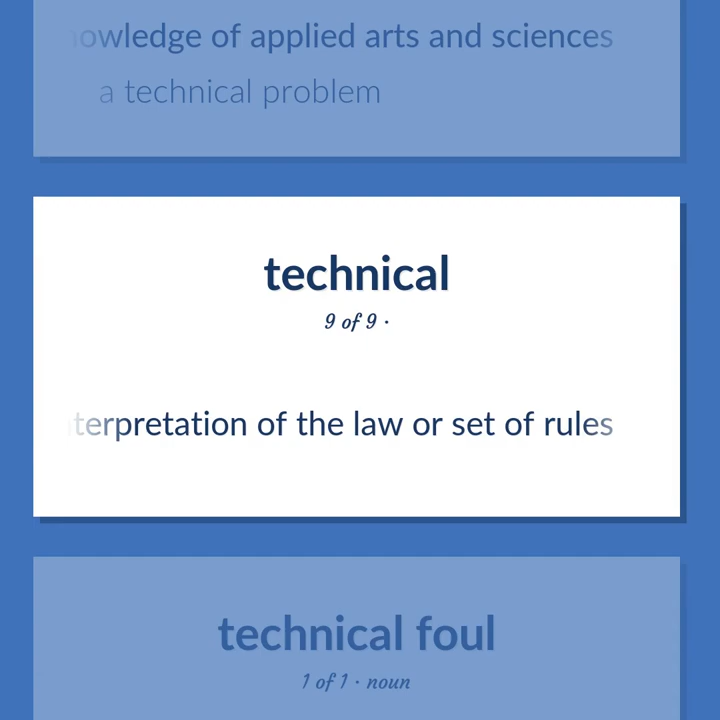 of applied arts and sciences
a technical problem
technical
9 of 9 ·
of the law or set of rules
technical foul
1 of 1 · noun